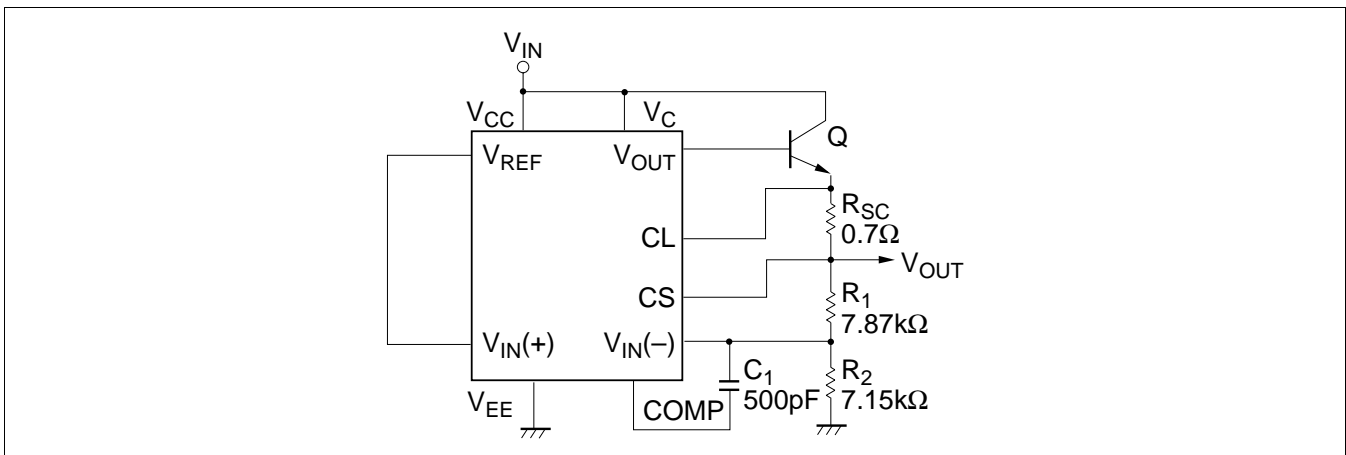 VIN
VCC
VC
Q
VREF
VOUT
RSC
0.7Ω
CL
VOUT
CS
R1
7.87kΩ
VIN(+)
VIN(–)
C1
500pF
R2
7.15kΩ
VEE
COMP